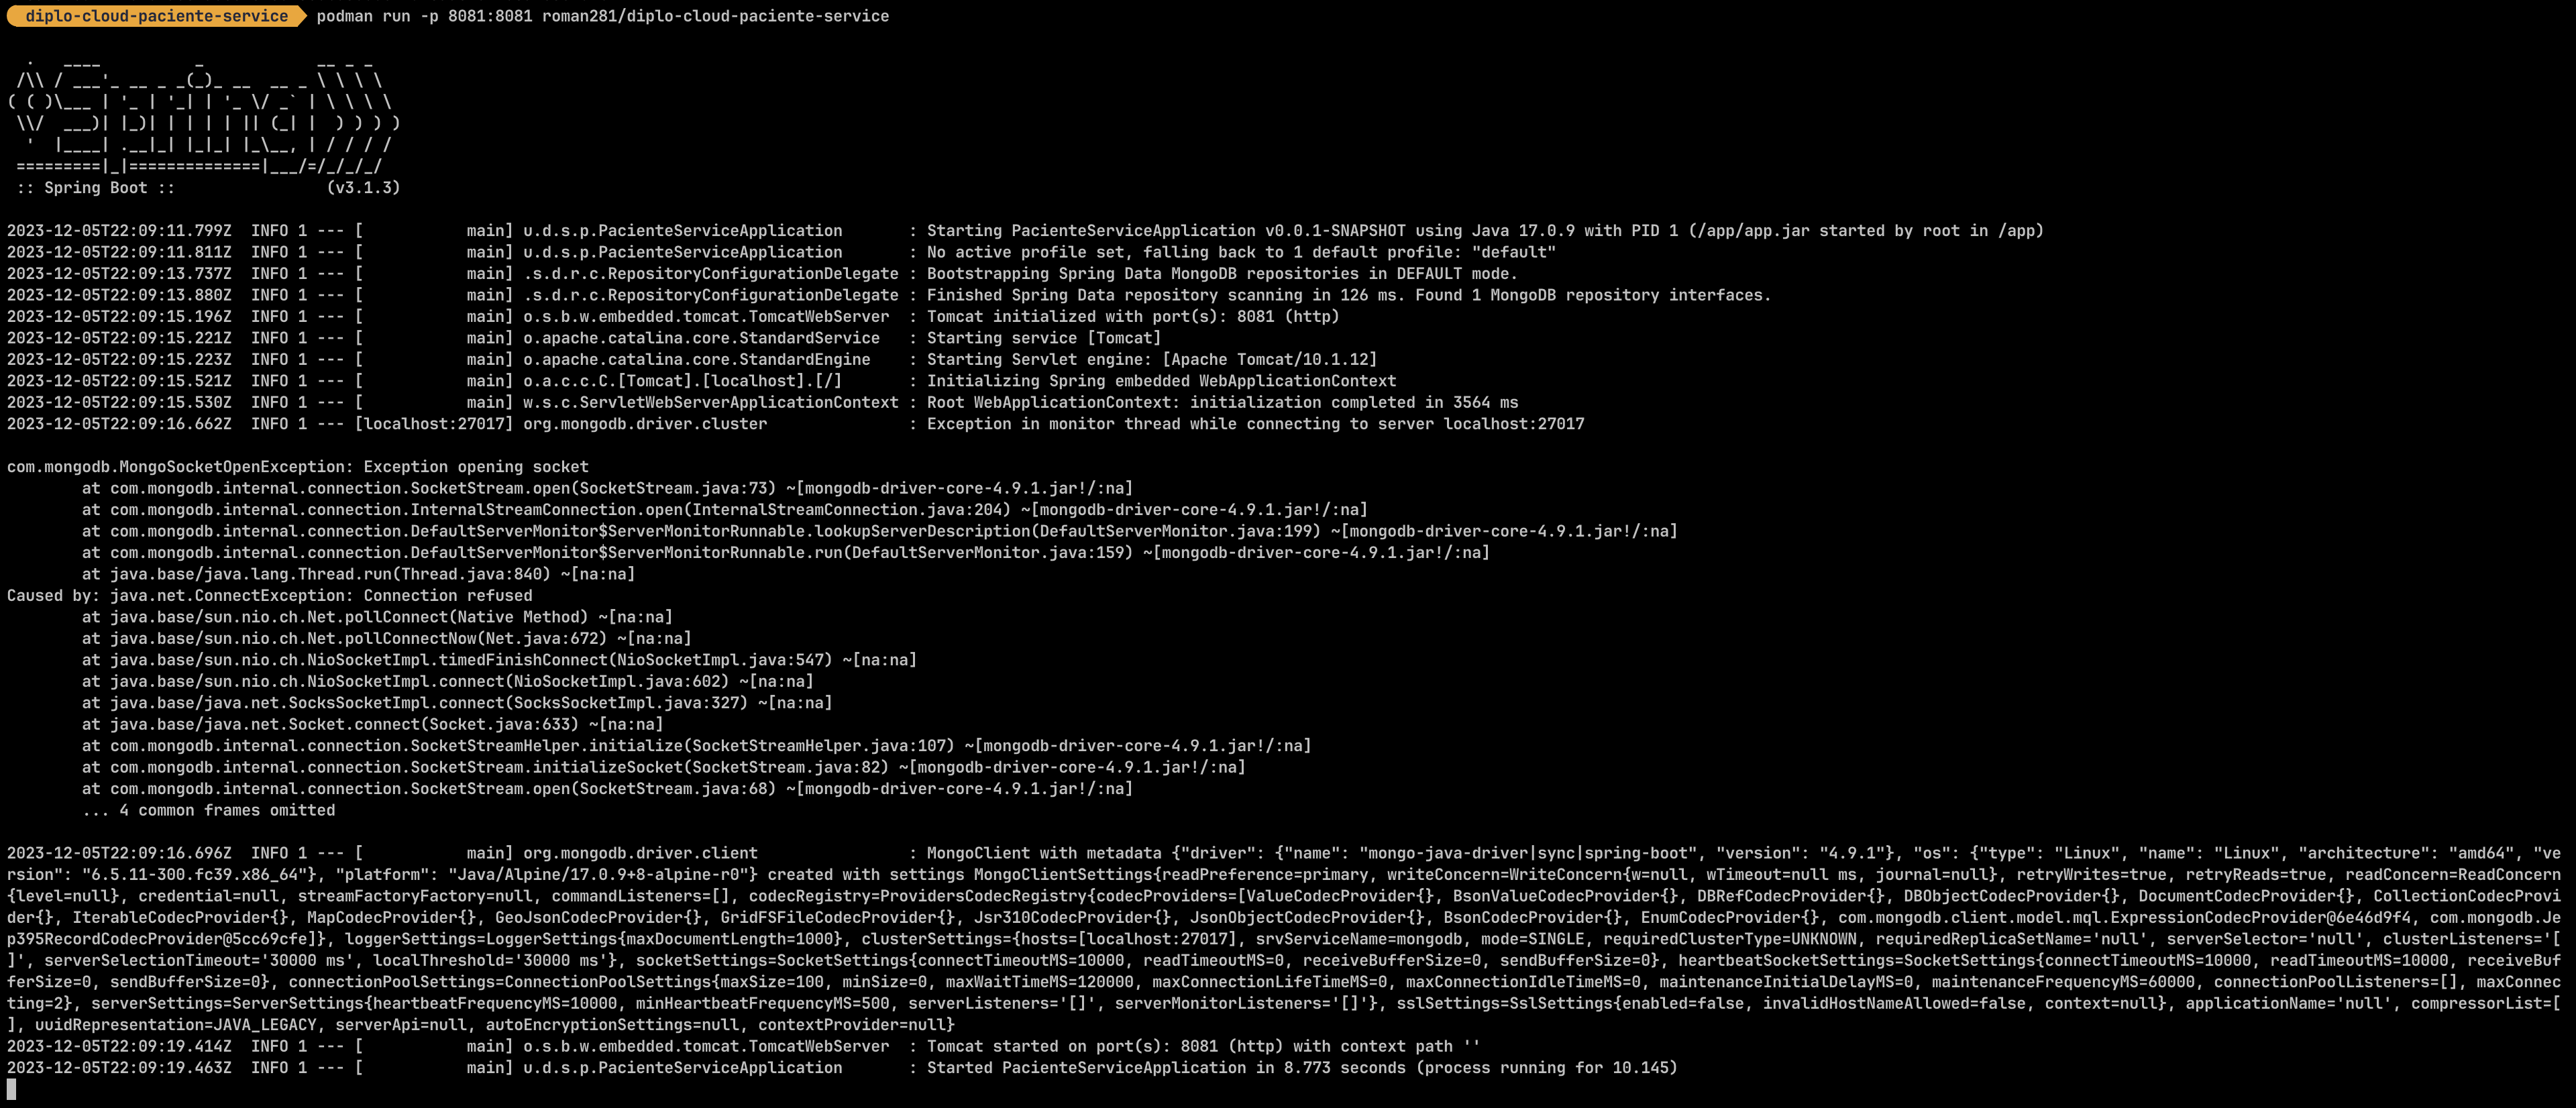 diplo-cloud-paciente-service  podman run -p 8081:8081 roman281/diplo-cloud-paciente-service
  .   ____          _            __ _ _
 /\\ / ___'_ __ _ _(_)_ __  __ _ \ \ \ \
( ( )\___ | '_ | '_| | '_ \/ _` | \ \ \ \
 \\/  ___)| |_)| | | | | || (_| |  ) ) ) )
  '  |____| .__|_| |_|_| |_\__, | / / / /
 =========|_|==============|___/=/_/_/_/
 :: Spring Boot ::                (v3.1.3)
2023-12-05T22:09:11.799Z  INFO 1 --- [           main] u.d.s.p.PacienteServiceApplication       : Starting PacienteServiceApplication v0.0.1-SNAPSHOT using Java 17.0.9 with PID 1 (/app/app.jar started by root in /app)
2023-12-05T22:09:11.811Z  INFO 1 --- [           main] u.d.s.p.PacienteServiceApplication       : No active profile set, falling back to 1 default profile: "default"
2023-12-05T22:09:13.737Z  INFO 1 --- [           main] .s.d.r.c.RepositoryConfigurationDelegate : Bootstrapping Spring Data MongoDB repositories in DEFAULT mode.
2023-12-05T22:09:13.880Z  INFO 1 --- [           main] .s.d.r.c.RepositoryConfigurationDelegate : Finished Spring Data repository scanning in 126 ms. Found 1 MongoDB repository interfaces.
2023-12-05T22:09:15.196Z  INFO 1 --- [           main] o.s.b.w.embedded.tomcat.TomcatWebServer  : Tomcat initialized with port(s): 8081 (http)
2023-12-05T22:09:15.221Z  INFO 1 --- [           main] o.apache.catalina.core.StandardService   : Starting service [Tomcat]
2023-12-05T22:09:15.223Z  INFO 1 --- [           main] o.apache.catalina.core.StandardEngine    : Starting Servlet engine: [Apache Tomcat/10.1.12]
2023-12-05T22:09:15.521Z  INFO 1 --- [           main] o.a.c.c.C.[Tomcat].[localhost].[/]       : Initializing Spring embedded WebApplicationContext
2023-12-05T22:09:15.530Z  INFO 1 --- [           main] w.s.c.ServletWebServerApplicationContext : Root WebApplicationContext: initialization completed in 3564 ms
2023-12-05T22:09:16.662Z  INFO 1 --- [localhost:27017] org.mongodb.driver.cluster               : Exception in monitor thread while connecting to server localhost:27017
com.mongodb.MongoSocketOpenException: Exception opening socket
        at com.mongodb.internal.connection.SocketStream.open(SocketStream.java:73) ~[mongodb-driver-core-4.9.1.jar!/:na]
        at com.mongodb.internal.connection.InternalStreamConnection.open(InternalStreamConnection.java:204) ~[mongodb-driver-core-4.9.1.jar!/:na]
        at com.mongodb.internal.connection.DefaultServerMonitor$ServerMonitorRunnable.lookupServerDescription(DefaultServerMonitor.java:199) ~[mongodb-driver-core-4.9.1.jar!/:na]
        at com.mongodb.internal.connection.DefaultServerMonitor$ServerMonitorRunnable.run(DefaultServerMonitor.java:159) ~[mongodb-driver-core-4.9.1.jar!/:na]
        at java.base/java.lang.Thread.run(Thread.java:840) ~[na:na]
Caused by: java.net.ConnectException: Connection refused
        at java.base/sun.nio.ch.Net.pollConnect(Native Method) ~[na:na]
        at java.base/sun.nio.ch.Net.pollConnectNow(Net.java:672) ~[na:na]
        at java.base/sun.nio.ch.NioSocketImpl.timedFinishConnect(NioSocketImpl.java:547) ~[na:na]
        at java.base/sun.nio.ch.NioSocketImpl.connect(NioSocketImpl.java:602) ~[na:na]
        at java.base/java.net.SocksSocketImpl.connect(SocksSocketImpl.java:327) ~[na:na]
        at java.base/java.net.Socket.connect(Socket.java:633) ~[na:na]
        at com.mongodb.internal.connection.SocketStreamHelper.initialize(SocketStreamHelper.java:107) ~[mongodb-driver-core-4.9.1.jar!/:na]
        at com.mongodb.internal.connection.SocketStream.initializeSocket(SocketStream.java:82) ~[mongodb-driver-core-4.9.1.jar!/:na]
        at com.mongodb.internal.connection.SocketStream.open(SocketStream.java:68) ~[mongodb-driver-core-4.9.1.jar!/:na]
        ... 4 common frames omitted
2023-12-05T22:09:16.696Z  INFO 1 --- [           main] org.mongodb.driver.client                : MongoClient with metadata {"driver": {"name": "mongo-java-driver|sync|spring-boot", "version": "4.9.1"}, "os": {"type": "Linux", "name": "Linux", "architecture": "amd64", "ve
rsion": "6.5.11-300.fc39.x86_64"}, "platform": "Java/Alpine/17.0.9+8-alpine-r0"} created with settings MongoClientSettings{readPreference=primary, writeConcern=WriteConcern{w=null, wTimeout=null ms, journal=null}, retryWrites=true, retryReads=true, readConcern=ReadConcern
{level=null}, credential=null, streamFactoryFactory=null, commandListeners=[], codecRegistry=ProvidersCodecRegistry{codecProviders=[ValueCodecProvider{}, BsonValueCodecProvider{}, DBRefCodecProvider{}, DBObjectCodecProvider{}, DocumentCodecProvider{}, CollectionCodecProvi
der{}, IterableCodecProvider{}, MapCodecProvider{}, GeoJsonCodecProvider{}, GridFSFileCodecProvider{}, Jsr310CodecProvider{}, JsonObjectCodecProvider{}, BsonCodecProvider{}, EnumCodecProvider{}, com.mongodb.client.model.mql.ExpressionCodecProvider@6e46d9f4, com.mongodb.Je
p395RecordCodecProvider@5cc69cfe]}, loggerSettings=LoggerSettings{maxDocumentLength=1000}, clusterSettings={hosts=[localhost:27017], srvServiceName=mongodb, mode=SINGLE, requiredClusterType=UNKNOWN, requiredReplicaSetName='null', serverSelector='null', clusterListeners='[
]', serverSelectionTimeout='30000 ms', localThreshold='30000 ms'}, socketSettings=SocketSettings{connectTimeoutMS=10000, readTimeoutMS=0, receiveBufferSize=0, sendBufferSize=0}, heartbeatSocketSettings=SocketSettings{connectTimeoutMS=10000, readTimeoutMS=10000, receiveBuf
ferSize=0, sendBufferSize=0}, connectionPoolSettings=ConnectionPoolSettings{maxSize=100, minSize=0, maxWaitTimeMS=120000, maxConnectionLifeTimeMS=0, maxConnectionIdleTimeMS=0, maintenanceInitialDelayMS=0, maintenanceFrequencyMS=60000, connectionPoolListeners=[], maxConnec
ting=2}, serverSettings=ServerSettings{heartbeatFrequencyMS=10000, minHeartbeatFrequencyMS=500, serverListeners='[]', serverMonitorListeners='[]'}, sslSettings=SslSettings{enabled=false, invalidHostNameAllowed=false, context=null}, applicationName='null', compressorList=[
], uuidRepresentation=JAVA_LEGACY, serverApi=null, autoEncryptionSettings=null, contextProvider=null}
2023-12-05T22:09:19.414Z  INFO 1 --- [           main] o.s.b.w.embedded.tomcat.TomcatWebServer  : Tomcat started on port(s): 8081 (http) with context path ''
2023-12-05T22:09:19.463Z  INFO 1 --- [           main] u.d.s.p.PacienteServiceApplication       : Started PacienteServiceApplication in 8.773 seconds (process running for 10.145)